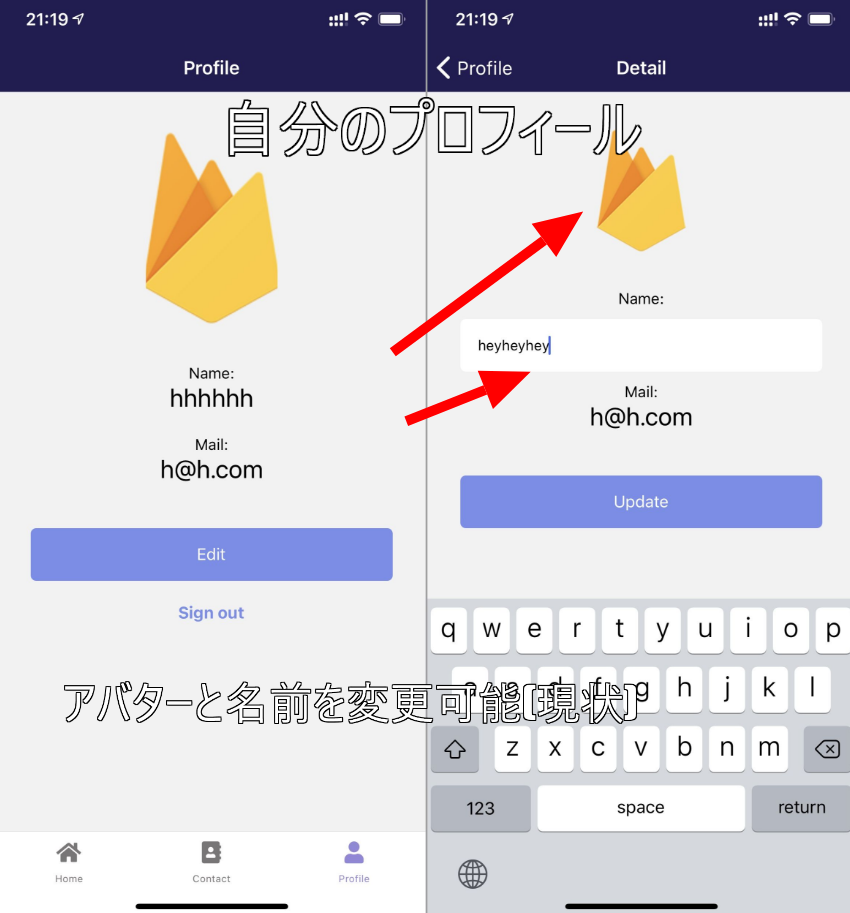 21:19
21:19
Profile
Profile
Detail
自分のプロフィール
Name:
hhhhhh
Mail:
h@h.com
Edit
Sign out
Name:
heyheyhey
Mail:
h@h.com
Update
アバターと名前を変更可能(現状)
q w e r t y u i o p
a s d f g h j k l
z x c v b n m
123 space return
Home
Contact
Profile